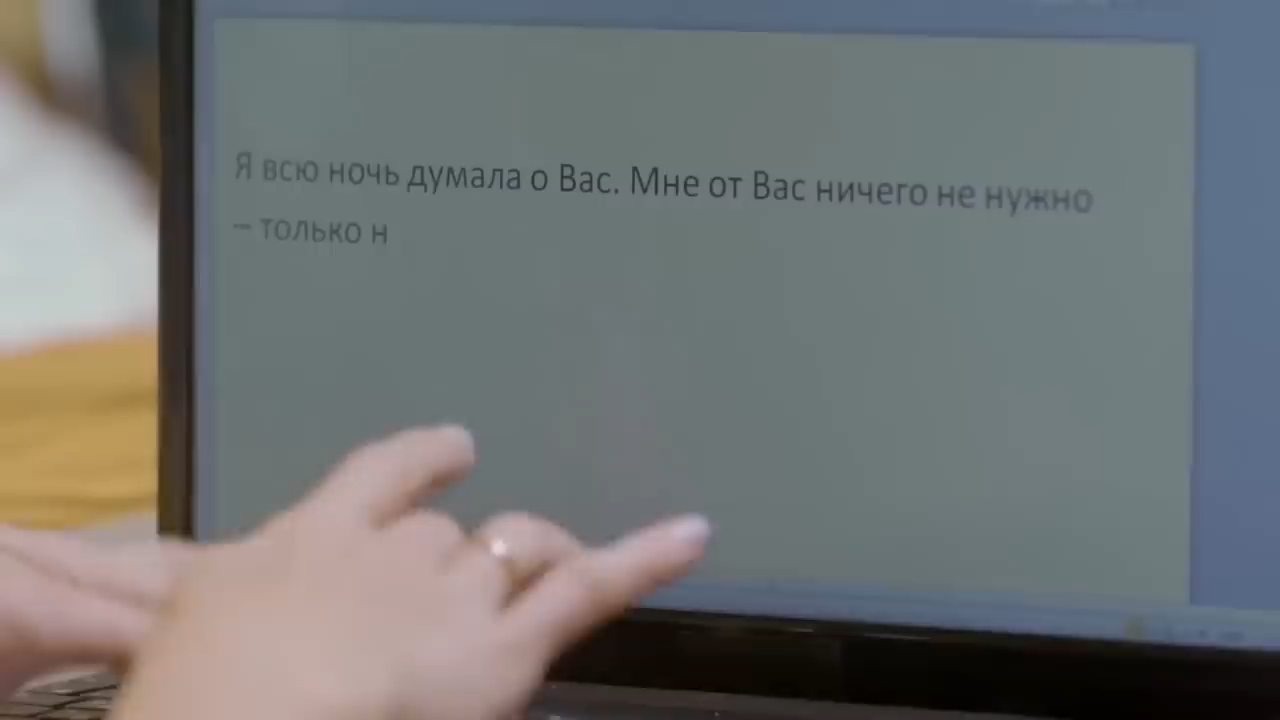 Я всю ночь думала о Вас. Мне от Вас ничего не нужно
– только н